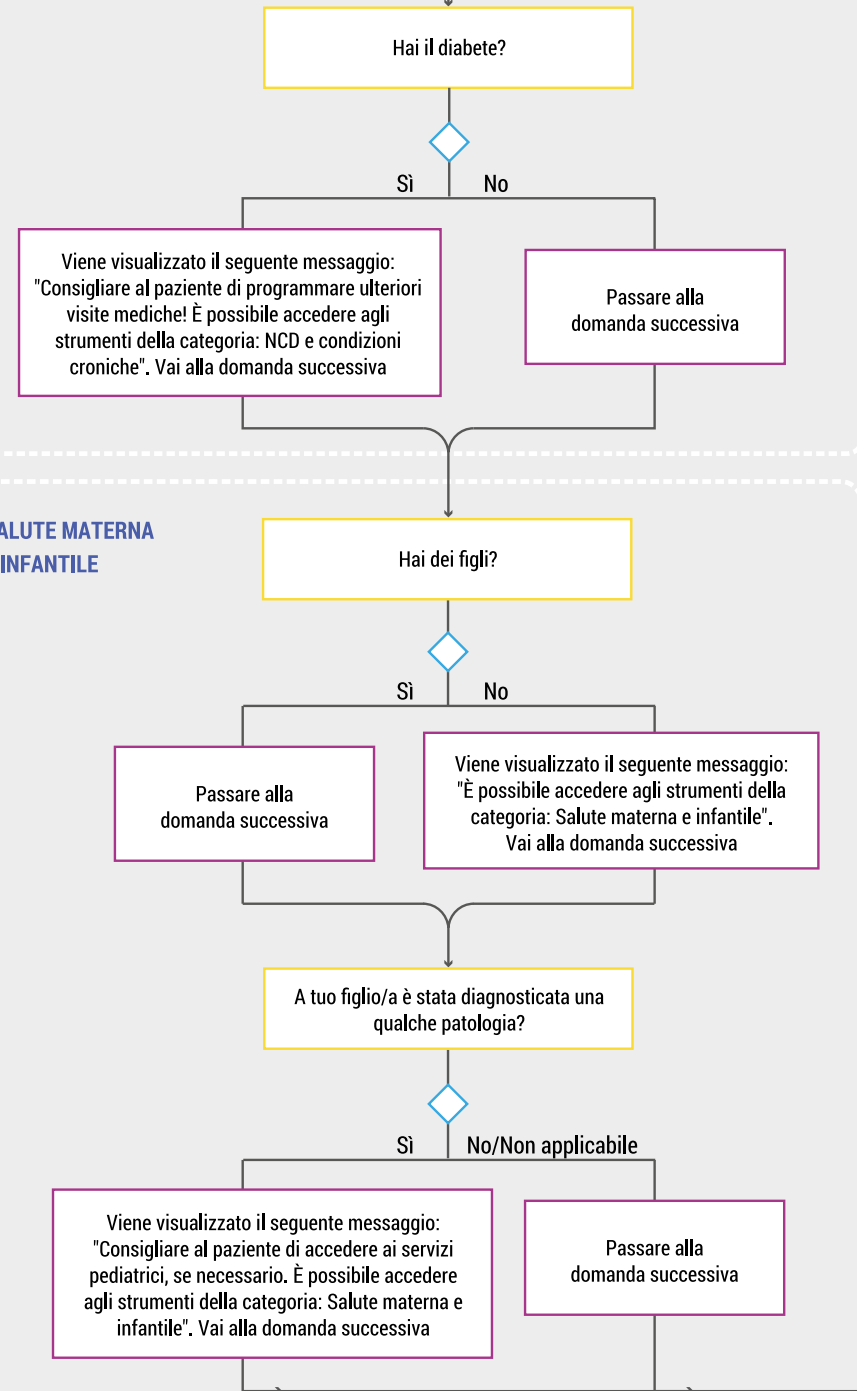 Hai il diabete?
Sì
No
Viene visualizzato il seguente messaggio:
"Consigliare al paziente di programmare ulteriori
visite mediche! È possibile accedere agli
strumenti della categoria: NCD e condizioni
croniche". Vai alla domanda successiva
Passare alla
domanda successiva
ALUTE MATERNA
INFANTILE
Hai dei figli?
Sì
No
Passare alla
domanda successiva
Viene visualizzato il seguente messaggio:
"È possibile accedere agli strumenti della
categoria: Salute materna e infantile".
Vai alla domanda successiva
A tuo figlio/a è stata diagnosticata una
qualche patologia?
Sì
No/Non applicabile
Viene visualizzato il seguente messaggio:
"Consigliare al paziente di accedere ai servizi
pediatrici, se necessario. È possibile accedere
agli strumenti della categoria: Salute materna e
infantile". Vai alla domanda successiva
Passare alla
domanda successiva